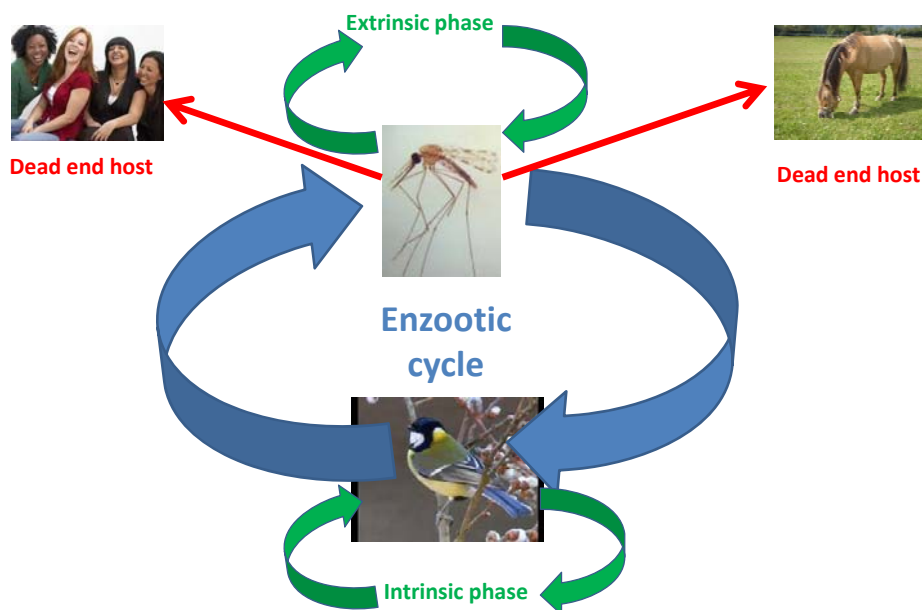 Extrinsic phase
Dead end host
Dead end host
Enzootic
cycle
Intrinsic phase